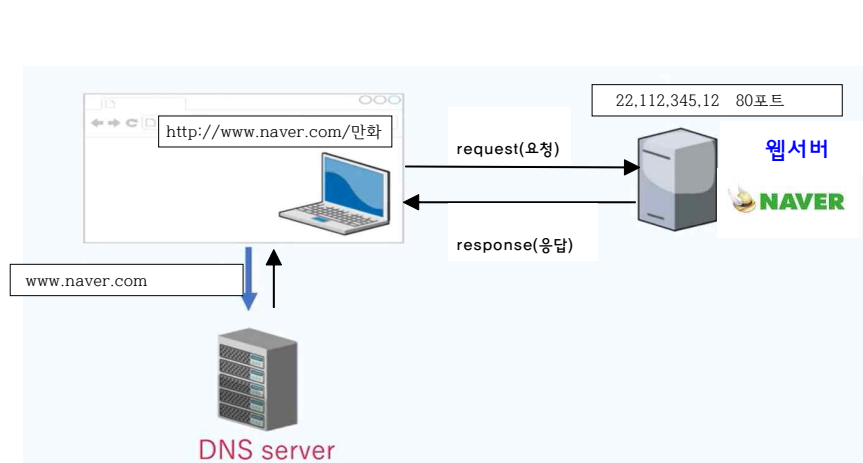 22,112,345,12 80포트
http://www.naver.com/만화
request(요청)
웹서버
NAVER
response(응답)
www.naver.com
DNS server